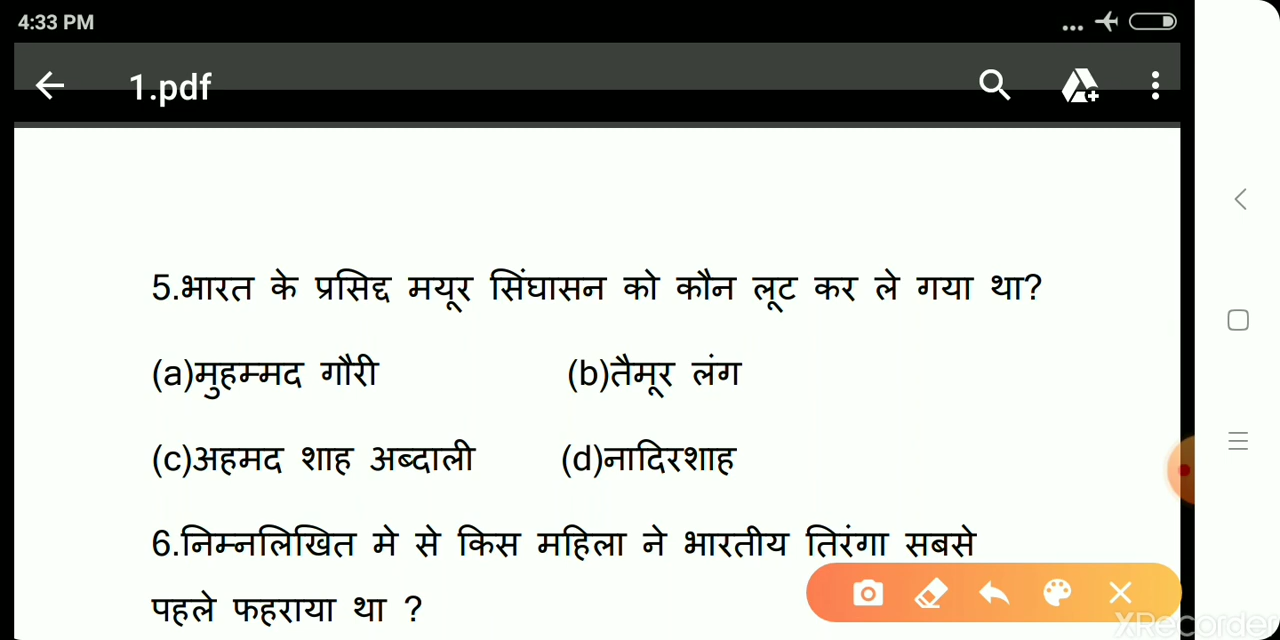 4:33 PM
1.pdf
5.भारत के प्रसिद्द मयूर सिंघासन को कौन लूट कर ले गया था?
(a)मुहम्मद गौरी (b)तैमूर लंग
(c)अहमद शाह अब्दाली (d)नादिरशाह
6.निम्नलिखित मे से किस महिला ने भारतीय तिरंगा सबसे
पहले फहराया था ?
XRecorder